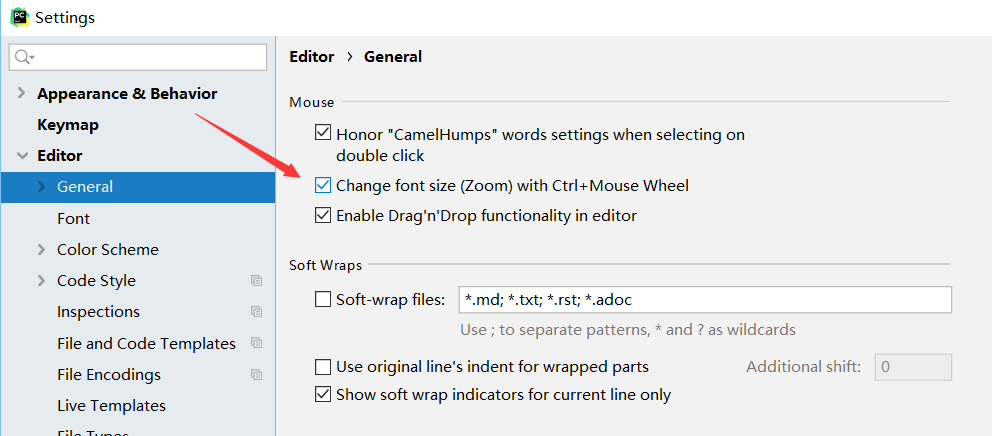 PC
Settings
Appearance & Behavior
Keymap
Editor
General
Font
Color Scheme
Code Style
Inspections
File and Code Templates
File Encodings
Live Templates
File Types
Editor › General
Mouse
Honor "CamelHumps" words settings when selecting on
double click
Change font size (Zoom) with Ctrl+Mouse Wheel
Enable Drag'n'Drop functionality in editor
Soft Wraps
Soft-wrap files: *.md; *.txt; *.rst; *.adoc
Use ; to separate patterns, * and ? as wildcards
Use original line's indent for wrapped parts Additional shift: 0
Show soft wrap indicators for current line only